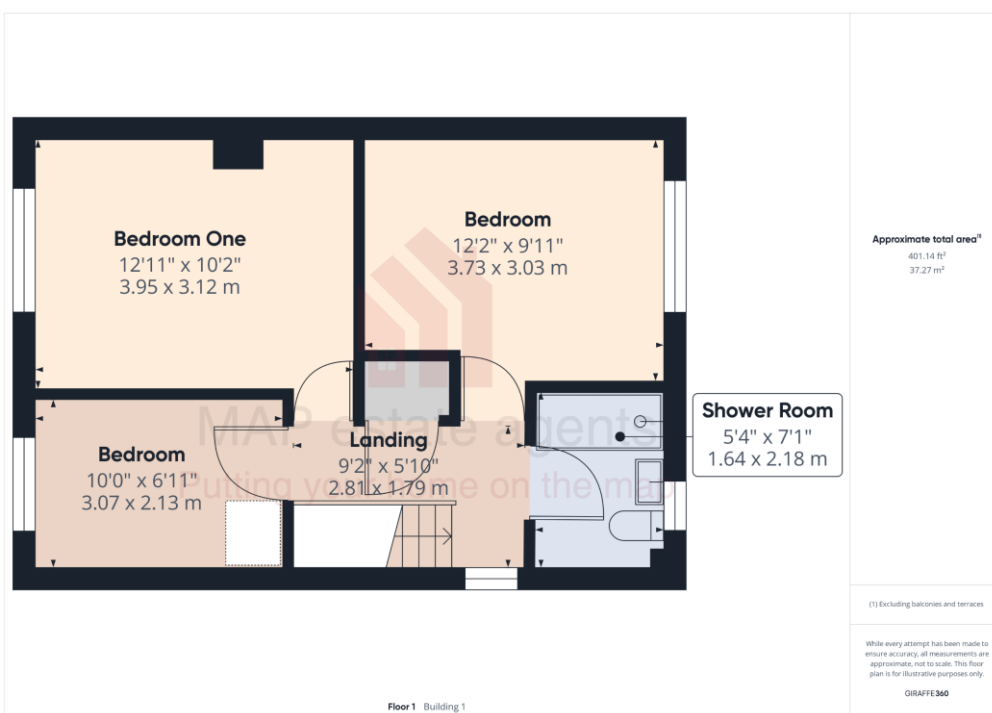 Bedroom One
12'11" x 10'2"
3.95 x 3.12 m
Bedroom
12'2" x 9'11"
3.73 x 3.03 m
MAP estate agents
Putting your home on the map
Landing
9'2" x 5'10"
2.81 x 1.79 m
Bedroom
10'0" x 6'11"
3.07 x 2.13 m
Shower Room
5'4" x 7'1"
1.64 x 2.18 m
Floor 1 Building 1
Approximate total area(1)
401.14 ft²
37.27 m²
(1) Excluding balconies and terraces
While every attempt has been made to
ensure accuracy, all measurements are
approximate, not to scale. This floor
plan is for illustrative purposes only.
GIRAFFE360